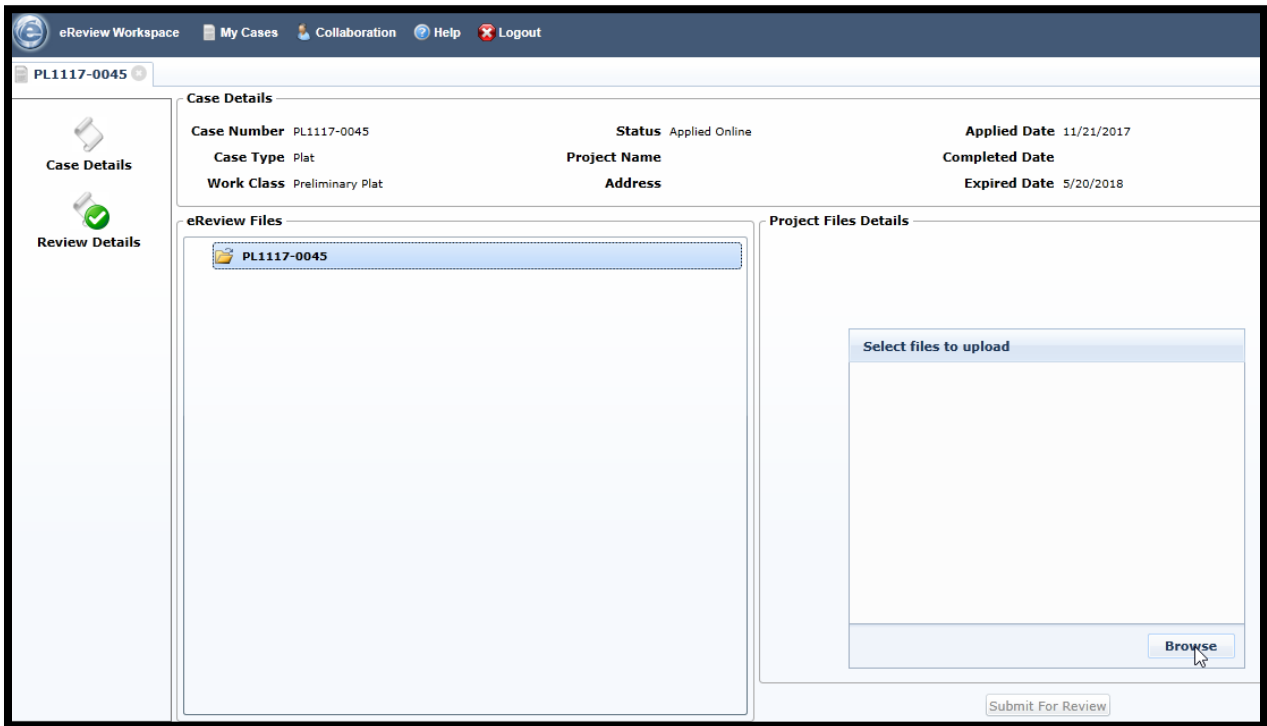 eReview Workspace My Cases Collaboration Help Logout
PL1117-0045
Case Details
Review Details
Case Details
Case Number PL1117-0045 Status Applied Online Applied Date 11/21/2017
Case Type Plat Project Name Completed Date
Work Class Preliminary Plat Address Expired Date 5/20/2018
eReview Files
PL1117-0045
Project Files Details
Select files to upload
Browse
Submit For Review